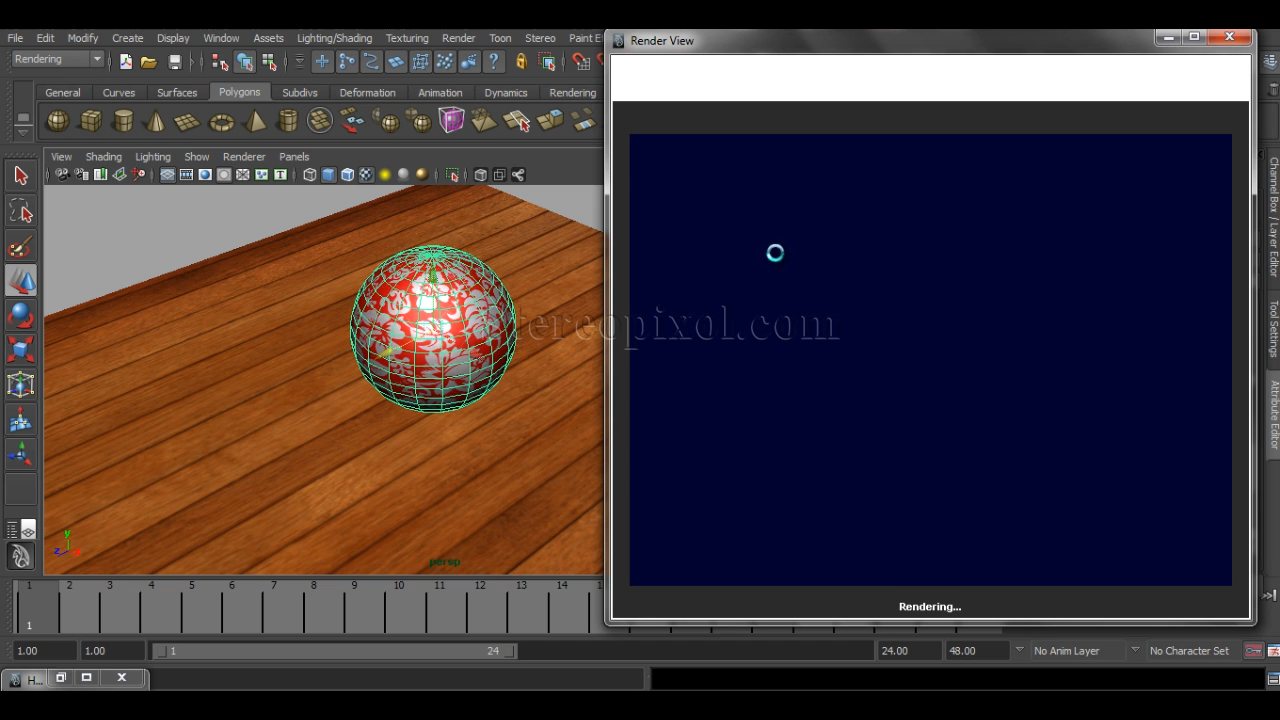 File Edit Modify Create Display Window Assets Lighting/Shading Texturing Render Toon Stereo Paint E
Render View
Rendering
General Curves Surfaces Polygons Subdivs Deformation Animation Dynamics Rendering
View Shading Lighting Show Renderer Panels
Channel Box / Layer Editor
Tool Settings
Attribute Editor
stereopixol.com
y
z
persp
Rendering...
1 2 3 4 5 6 7 8 9 10 11 12 13 14
1
1.00 1.00 1 24 24.00 48.00 No Anim Layer No Character Set
H...